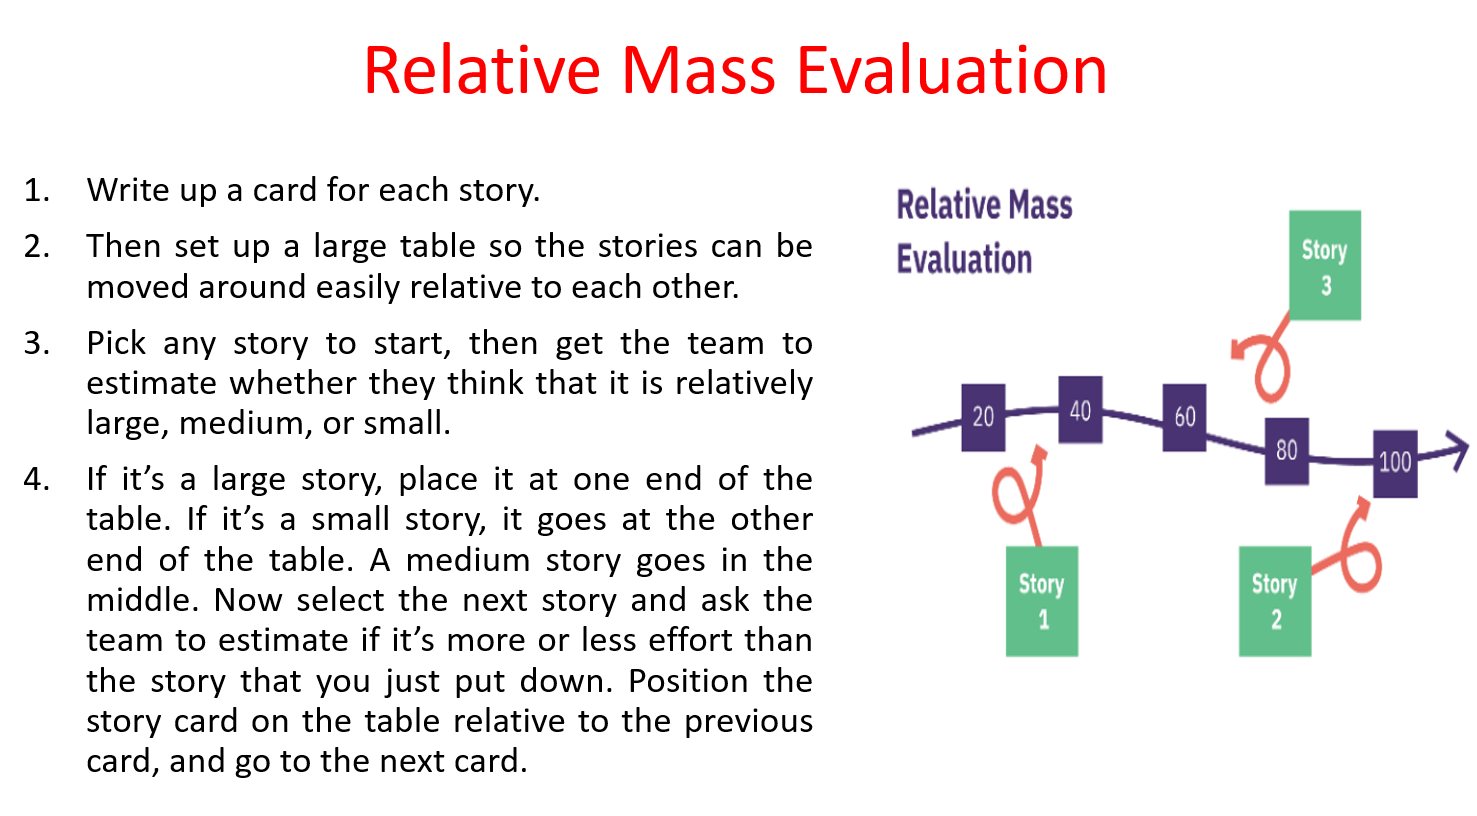 Relative Mass Evaluation
1. Write up a card for each story.
2. Then set up a large table so the stories can be
moved around easily relative to each other.
3. Pick any story to start, then get the team to
estimate whether they think that it is relatively
large, medium, or small.
4. If it’s a large story, place it at one end of the
table. If it’s a small story, it goes at the other
end of the table. A medium story goes in the
middle. Now select the next story and ask the
team to estimate if it’s more or less effort than
the story that you just put down. Position the
story card on the table relative to the previous
card, and go to the next card.
Relative Mass
Evaluation
Story
3
20
40
60
80
100
Story
1
Story
2